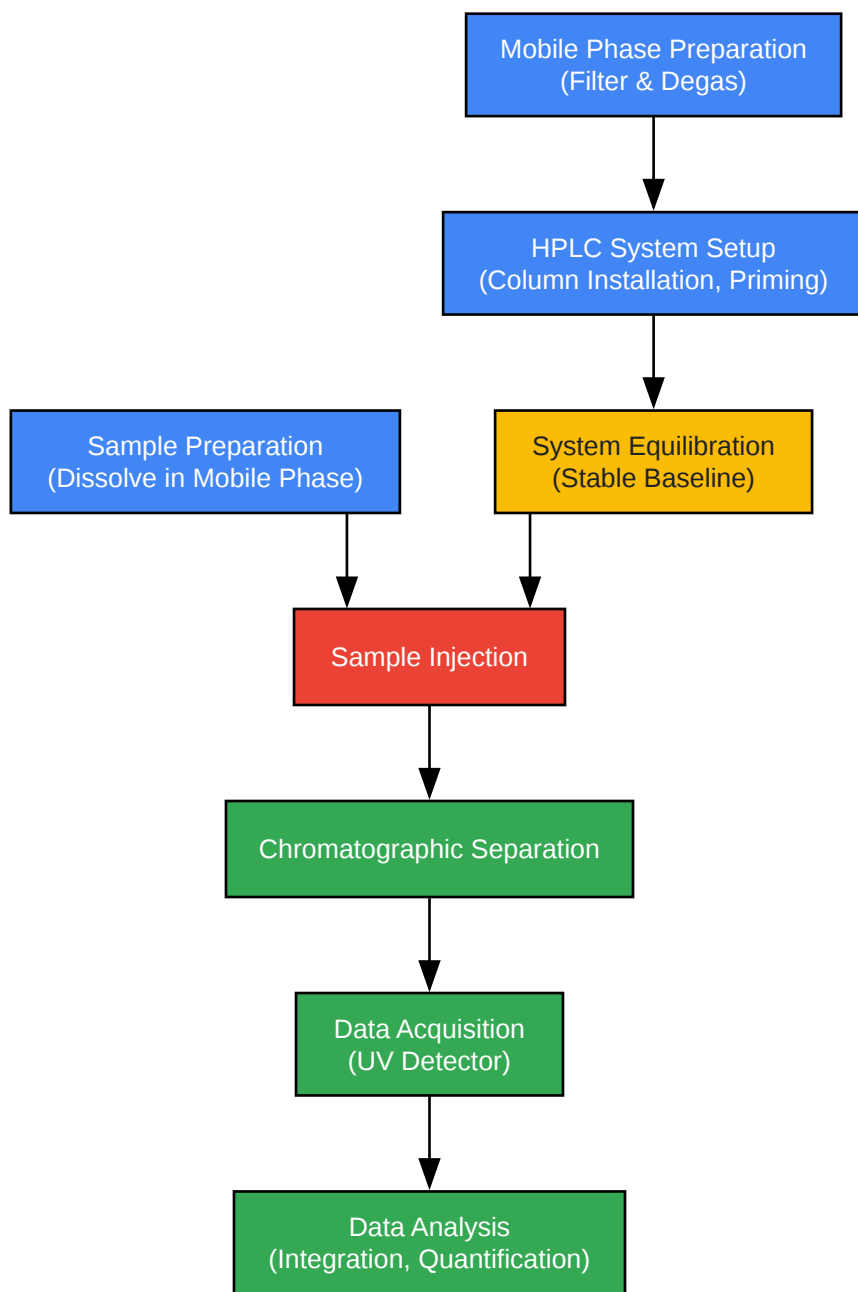 Mobile Phase Preparation
(Filter & Degas)
HPLC System Setup
(Column Installation, Priming)
Sample Preparation
(Dissolve in Mobile Phase)
System Equilibration
(Stable Baseline)
Sample Injection
Chromatographic Separation
Data Acquisition
(UV Detector)
Data Analysis
(Integration, Quantification)